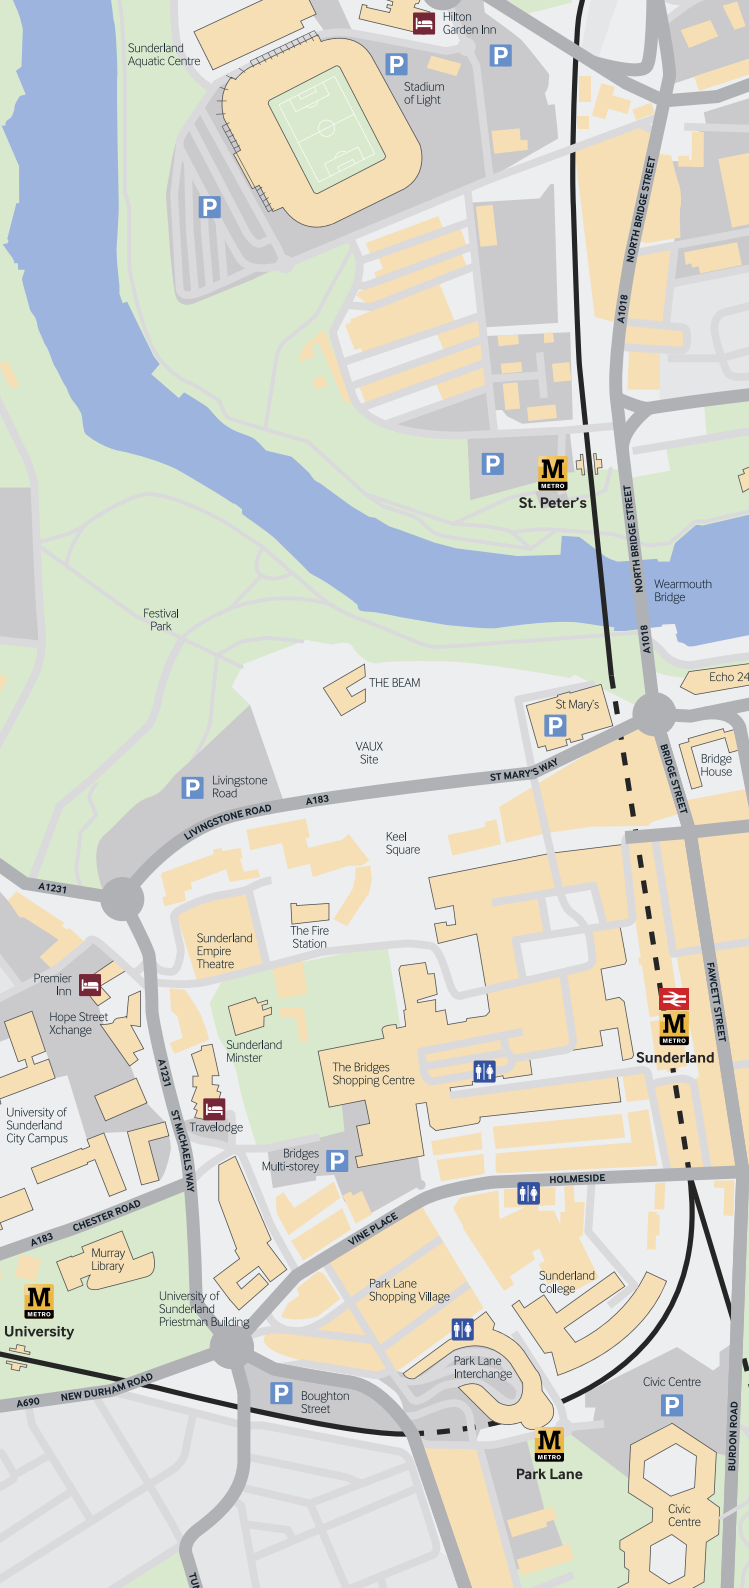 Hilton
Garden Inn
Sunderland
Aquatic Centre
P
P
Stadium
of Light
P
NORTH BRIDGE STREET
A1018
P
M
METRO
St. Peter's
NORTH BRIDGE STREET
Wearmouth
Bridge
Festival
Park
A1018
THE BEAM
Echo 24
St Mary's
P
VAUX
Site
BRIDGE STREET
Bridge
House
ST MARY'S WAY
P
Livingstone
Road
A183
LIVINGSTONE ROAD
Keel
Square
A1231
The Fire
Station
Sunderland
Empire
Theatre
FAWCETT STREET
Premier
Inn
Hope Street
Xchange
M
METRO
Sunderland
Sunderland
Minster
The Bridges
Shopping Centre
A1231
University of
Sunderland
City Campus
Travelodge
ST MICHAELS WAY
Bridges
Multi-storey
P
HOLMESIDE
CHESTER ROAD
A183
VINE PLACE
Murray
Library
Park Lane
Shopping Village
Sunderland
College
University of
Sunderland
Priestman Building
M
METRO
University
Park Lane
Interchange
NEW DURHAM ROAD
A690
P
Boughton
Street
Civic Centre
P
BURDON ROAD
M
METRO
Park Lane
Civic
Centre
TUN